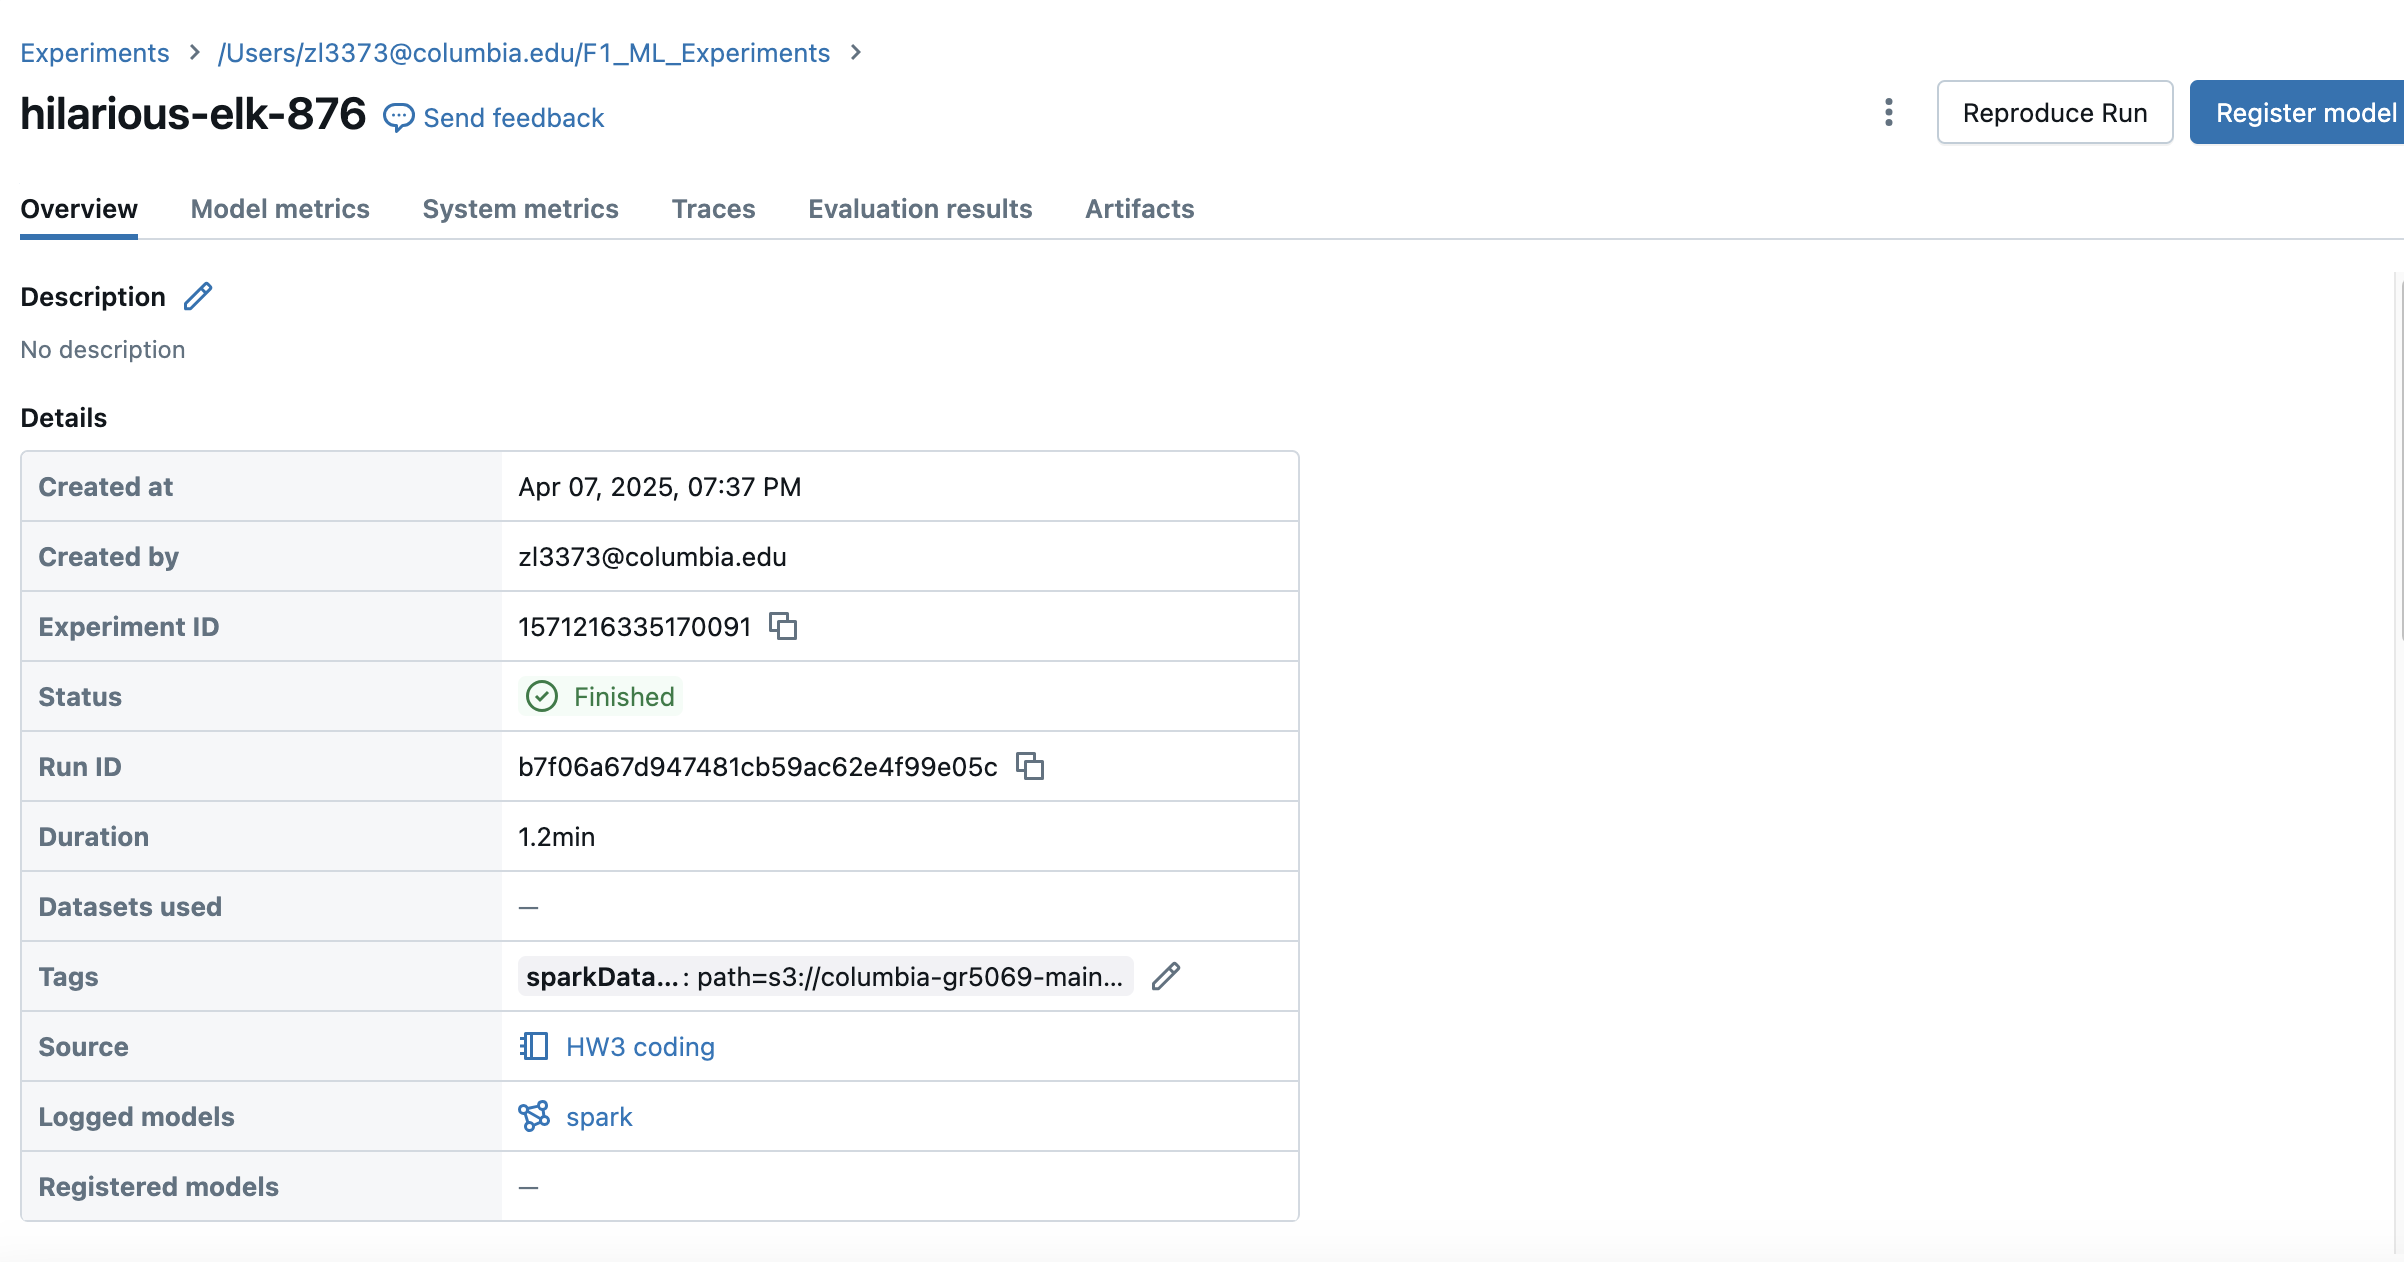 Experiments > /Users/zl3373@columbia.edu/F1_ML_Experiments >
hilarious-elk-876 Send feedback
Reproduce Run Register model
Overview Model metrics System metrics Traces Evaluation results Artifacts
Description
No description
Details
Created at Apr 07, 2025, 07:37 PM
Created by zl3373@columbia.edu
Experiment ID 1571216335170091
Status Finished
Run ID b7f06a67d947481cb59ac62e4f99e05c
Duration 1.2min
Datasets used —
Tags sparkData...: path=s3://columbia-gr5069-main...
Source HW3 coding
Logged models spark
Registered models —